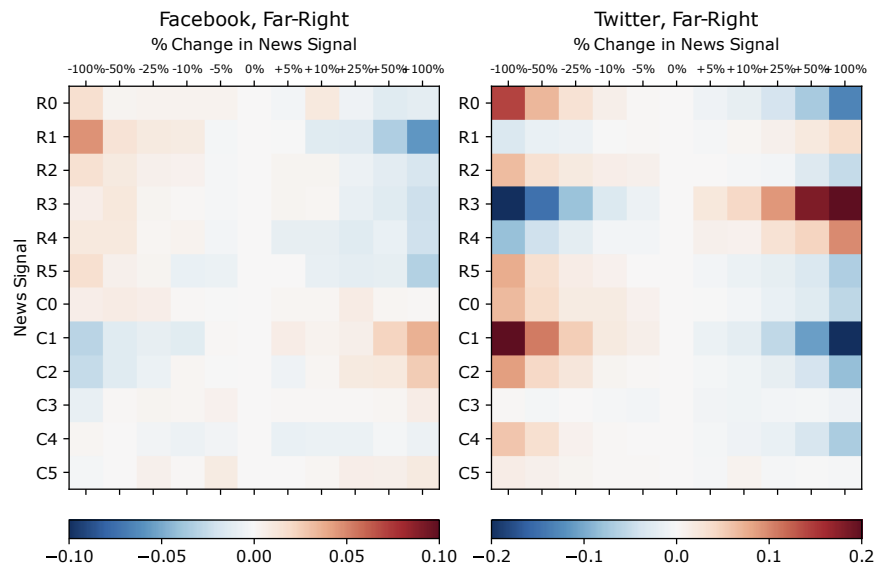 Facebook, Far-Right
% Change in News Signal
-100% -50% -25% -10% -5% 0% +5% +10% +25% +50% +100%
News Signal
R0
R1
R2
R3
R4
R5
C0
C1
C2
C3
C4
C5
−0.10 −0.05 0.00 0.05 0.10
Twitter, Far-Right
% Change in News Signal
-100% -50% -25% -10% -5% 0% +5% +10% +25% +50% +100%
R0
R1
R2
R3
R4
R5
C0
C1
C2
C3
C4
C5
−0.2 −0.1 0.0 0.1 0.2